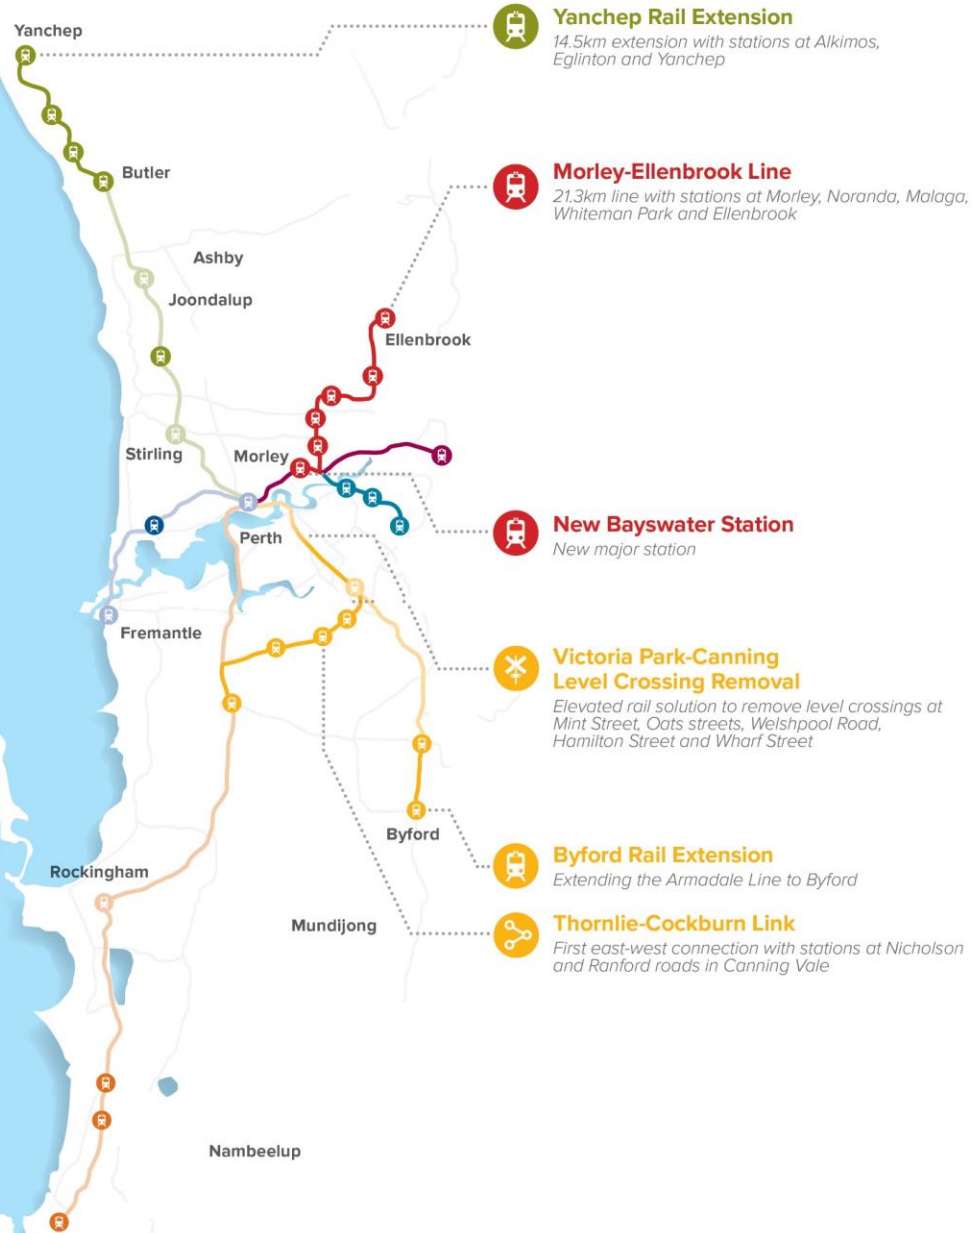 Yanchep
Yanchep Rail Extension
14.5km extension with stations at Alkimos,
Eglinton and Yanchep
Butler
Morley-Ellenbrook Line
21.3km line with stations at Morley, Noranda, Malaga,
Whiteman Park and Ellenbrook
Ashby
Joondalup
Ellenbrook
Stirling
Morley
New Bayswater Station
New major station
Perth
Fremantle
Victoria Park-Canning
Level Crossing Removal
Elevated rail solution to remove level crossings at
Mint Street, Oats streets, Welshpool Road,
Hamilton Street and Wharf Street
Byford
Byford Rail Extension
Extending the Armadale Line to Byford
Rockingham
Mundijong
Thornlie-Cockburn Link
First east-west connection with stations at Nicholson
and Ranford roads in Canning Vale
Nambeelup